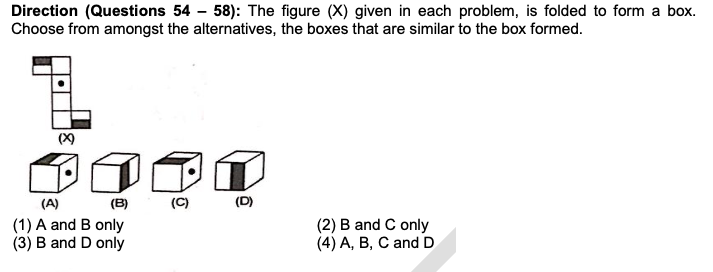 Direction (Questions 54 – 58): The figure (X) given in each problem, is folded to form a box.
Choose from amongst the alternatives, the boxes that are similar to the box formed.
(X)
(A) (B) (C) (D)
(1) A and B only (2) B and C only
(3) B and D only (4) A, B, C and D